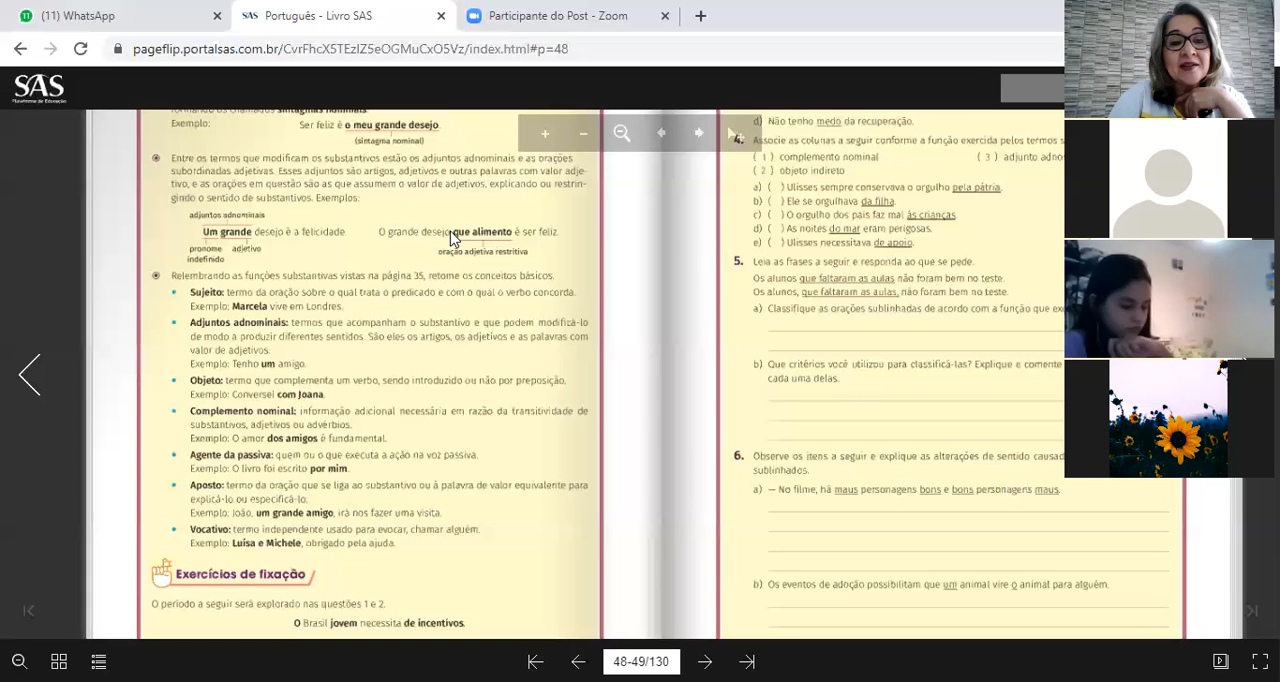 (11) WhatsApp
SAS Português - Livro SAS
Participante do Post - Zoom
pageflip.portalsas.com.br/CvrFhcX5TEzlZ5eOGMuCxO5Vz/index.html#p=48
SAS
Plataforma de Educação
formando os chamados sintagmas nominais.
Exemplo: Ser feliz é o meu grande desejo.
(sintagma nominal)
Entre os termos que modificam os substantivos estão os adjuntos adnominais e as orações
subordinadas adjetivas. Esses adjuntos são artigos, adjetivos e outras palavras com valor adje-
tivo, e as orações em questão são as que assumem o valor de adjetivos, explicando ou restrin-
gindo o sentido de substantivos. Exemplos:
adjuntos adnominais
Um grande desejo é a felicidade. O grande desejo que alimento é ser feliz.
pronome adjetivo oração adjetiva restritiva
indefinido
Relembrando as funções substantivas vistas na página 35, retome os conceitos básicos.
• Sujeito: termo da oração sobre o qual trata o predicado e com o qual o verbo concorda.
Exemplo: Marcela vive em Londres.
• Adjuntos adnominais: termos que acompanham o substantivo e que podem modificá-lo
de modo a produzir diferentes sentidos. São eles os artigos, os adjetivos e as palavras com
valor de adjetivos.
Exemplo: Tenho um amigo.
• Objeto: termo que complementa um verbo, sendo introduzido ou não por preposição.
Exemplo: Conversei com Joana.
• Complemento nominal: informação adicional necessária em razão da transitividade de
substantivos, adjetivos ou advérbios.
Exemplo: O amor dos amigos é fundamental.
• Agente da passiva: quem ou o que executa a ação na voz passiva.
Exemplo: O livro foi escrito por mim.
• Aposto: termo da oração que se liga ao substantivo ou à palavra de valor equivalente para
explicá-lo ou especificá-lo.
Exemplo: João, um grande amigo, irá nos fazer uma visita.
• Vocativo: termo independente usado para evocar, chamar alguém.
Exemplo: Luísa e Michele, obrigado pela ajuda.
Exercícios de fixação
O período a seguir será explorado nas questões 1 e 2.
O Brasil jovem necessita de incentivos.
d) Não tenho medo da recuperação.
4. Associe as colunas a seguir conforme a função exercida pelos termos
( 1 ) complemento nominal ( 3 ) adjunto
( 2 ) objeto indireto
a) ( ) Ulisses sempre conservava o orgulho pela pátria.
b) ( ) Ele se orgulhava da filha.
c) ( ) O orgulho dos pais faz mal às crianças.
d) ( ) As noites do mar eram perigosas.
e) ( ) Ulisses necessitava de apoio.
5. Leia as frases a seguir e responda ao que se pede.
Os alunos que faltaram as aulas não foram bem no teste.
Os alunos, que faltaram as aulas, não foram bem no teste.
a) Classifique as orações sublinhadas de acordo com a função que
b) Que critérios você utilizou para classificá-las? Explique e comente
cada uma delas.
6. Observe os itens a seguir e explique as alterações de sentido
sublinhados.
a) — No filme, há maus personagens bons e bons personagens maus.
b) Os eventos de adoção possibilitam que um animal vire o animal para alguém.
48-49/130